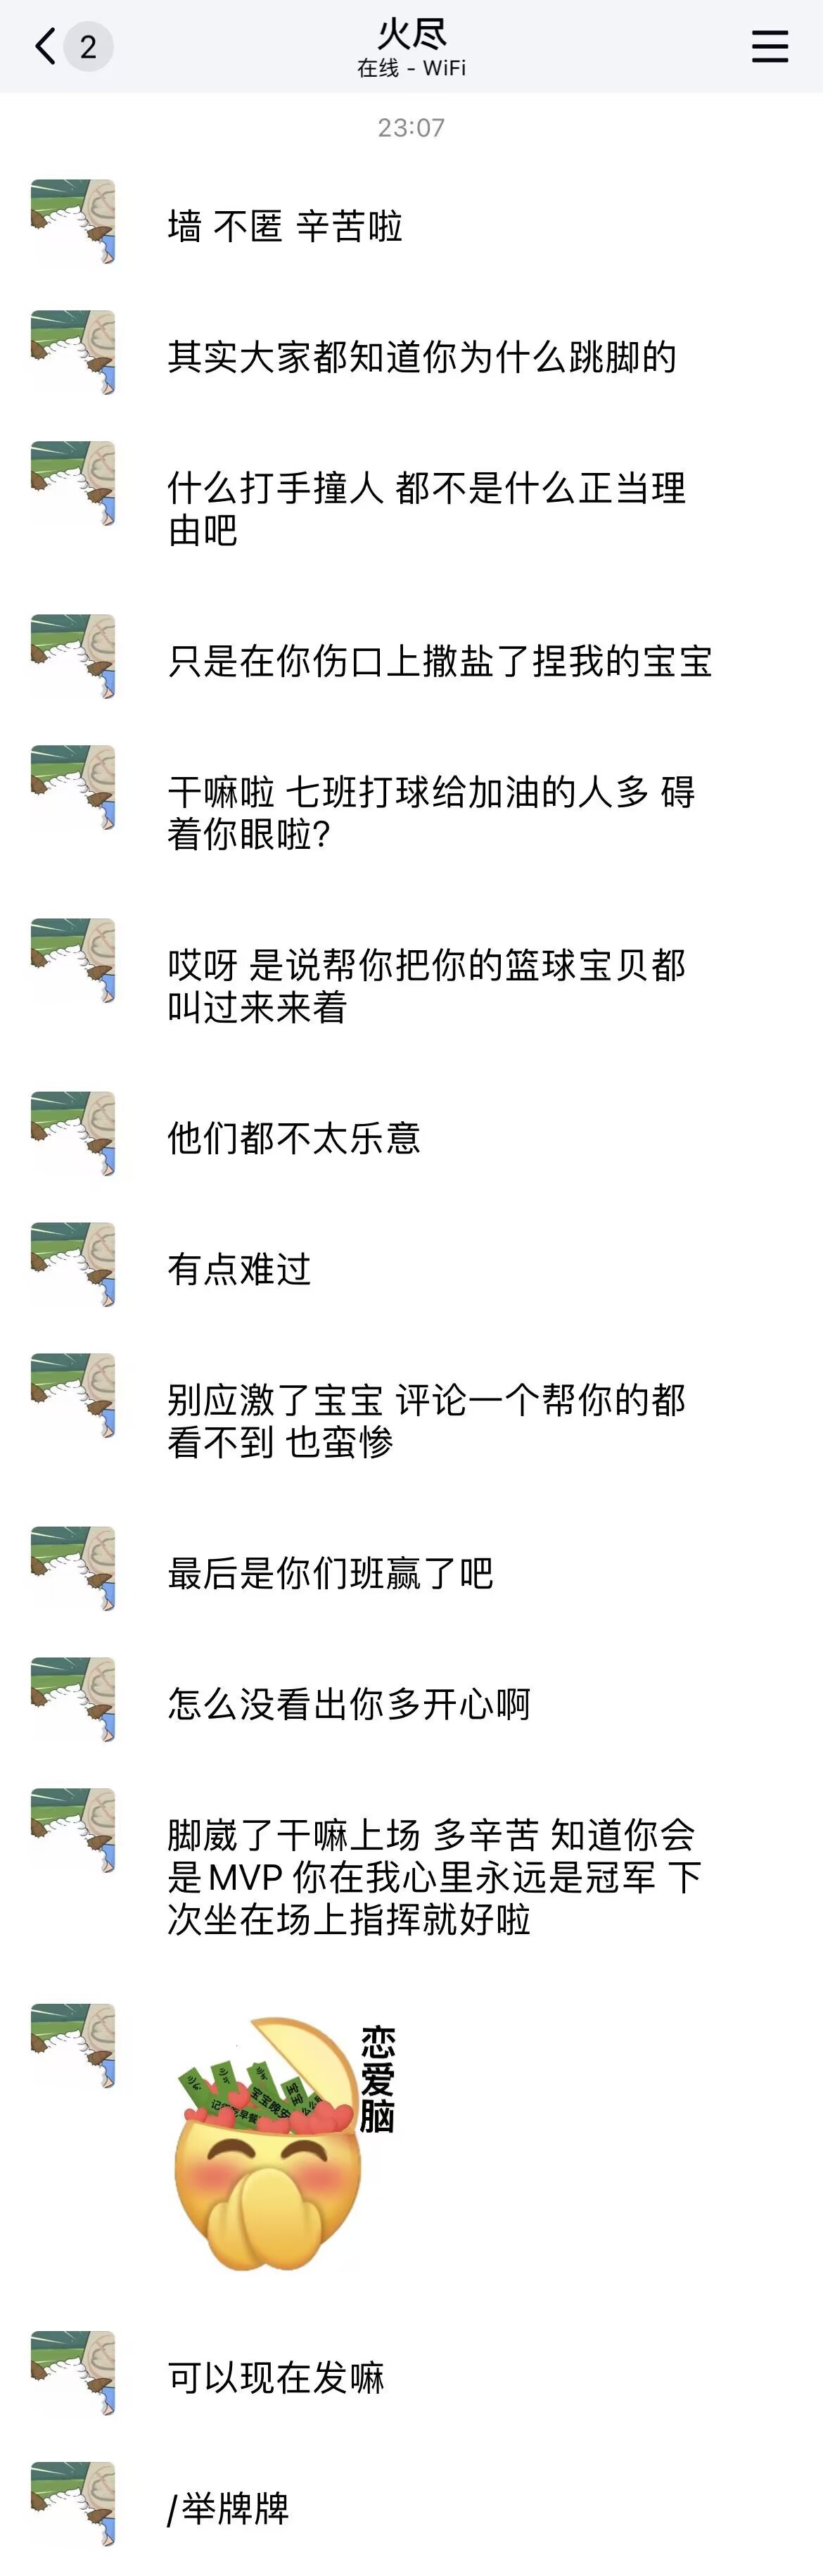 2
火尽
在线 - WiFi
23:07
墙 不匿 辛苦啦
其实大家都知道你为什么跳脚的
什么打手撞人 都不是什么正当理
由吧
只是在你伤口上撒盐了捏我的宝宝
干嘛啦 七班打球给加油的人多 碍
着你眼啦?
哎呀 是说帮你把你的篮球宝贝都
叫过来来着
他们都不太乐意
有点难过
别应激了宝宝 评论一个帮你的都
看不到 也蛮惨
最后是你们班赢了吧
怎么没看出你多开心啊
脚崴了干嘛上场 多辛苦 知道你会
是MVP 你在我心里永远是冠军 下
次坐在场上指挥就好啦
恋爱脑
宝宝晚安
可以现在发嘛
/举牌牌